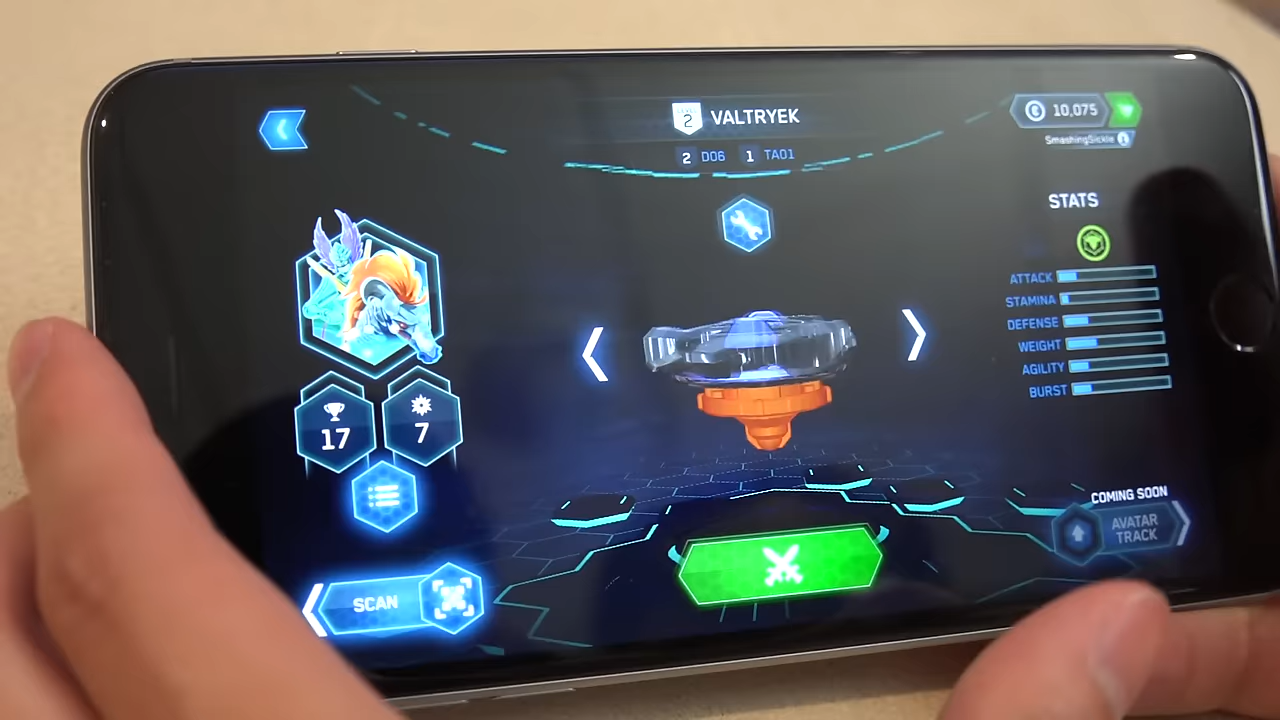 LEVEL
2 VALTRYEK
2 D06 1 TA01
10,075
SmashingSickle
STATS
ATTACK
STAMINA
DEFENSE
WEIGHT
AGILITY
BURST
17
7
SCAN
COMING SOON
AVATAR
TRACK